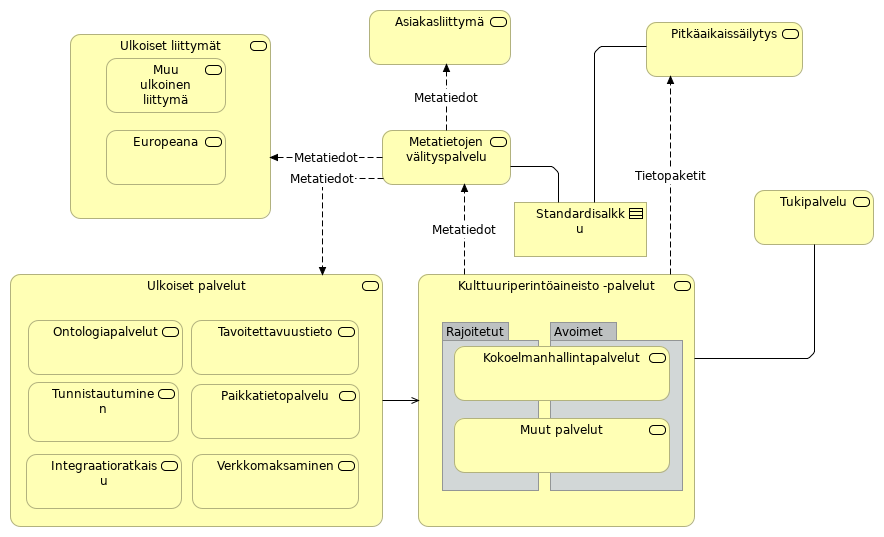 Asiakasliittymä
Pitkäaikaissäilytys
Ulkoiset liittymät
Muu
ulkoinen
liittymä
Metatiedot
Europeana
Metatietojen
välityspalvelu
Metatiedot
Metatiedot
Tietopaketit
Tukipalvelu
Standardisalkk
u
Metatiedot
Ulkoiset palvelut
Kulttuuriperintöaineisto -palvelut
Ontologiapalvelut
Tavoitettavuustieto
Rajoitetut
Avoimet
Kokoelmanhallintapalvelut
Tunnistautumine
n
Paikkatietopalvelu
Muut palvelut
Integraatioratkaisu
u
Verkkomaksaminen